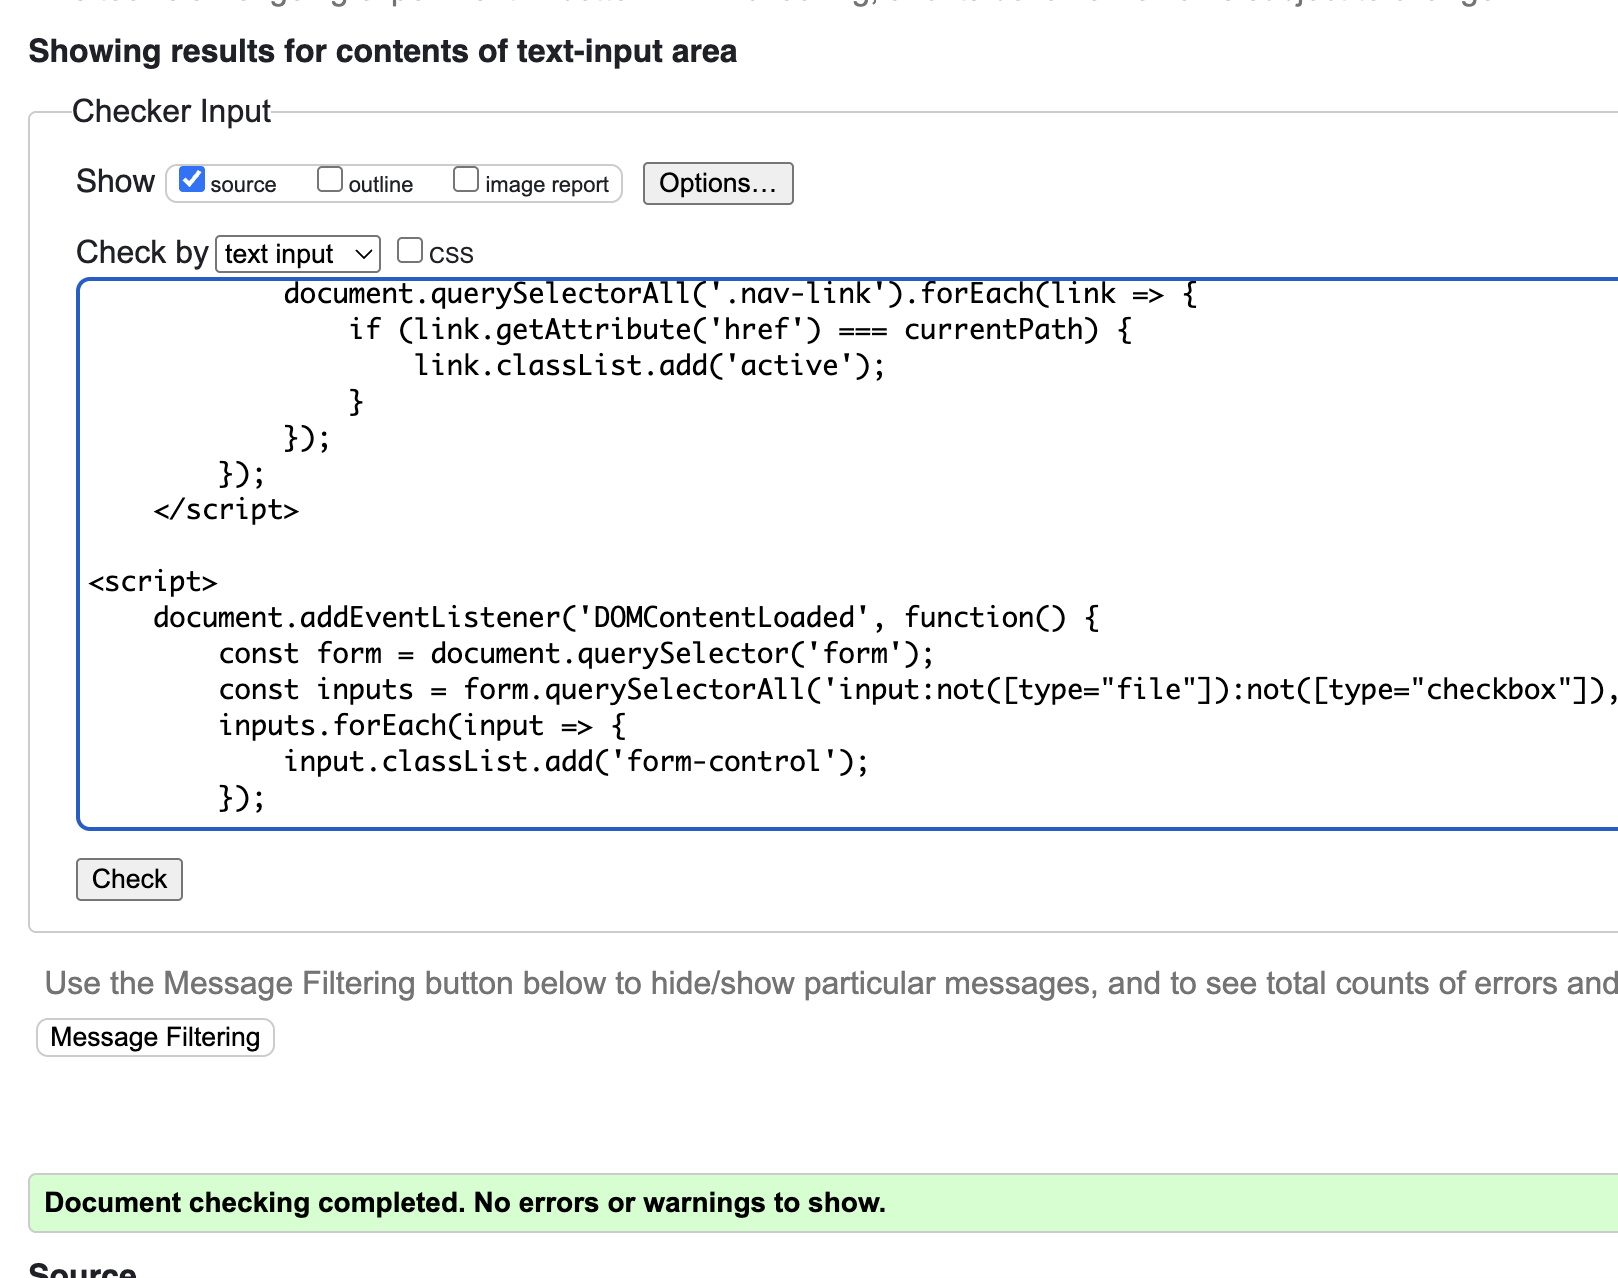 Showing results for contents of text-input area
Checker Input
Show source outline image report Options...
Check by text input CSS
            document.querySelectorAll('.nav-link').forEach(link => {
                if (link.getAttribute('href') === currentPath) {
                    link.classList.add('active');
                }
            });
        });
    </script>
<script>
    document.addEventListener('DOMContentLoaded', function() {
        const form = document.querySelector('form');
        const inputs = form.querySelectorAll('input:not([type="file"]):not([type="checkbox"]),
        inputs.forEach(input => {
            input.classList.add('form-control');
        });
Check
Use the Message Filtering button below to hide/show particular messages, and to see total counts of errors and
Message Filtering
Document checking completed. No errors or warnings to show.
Source